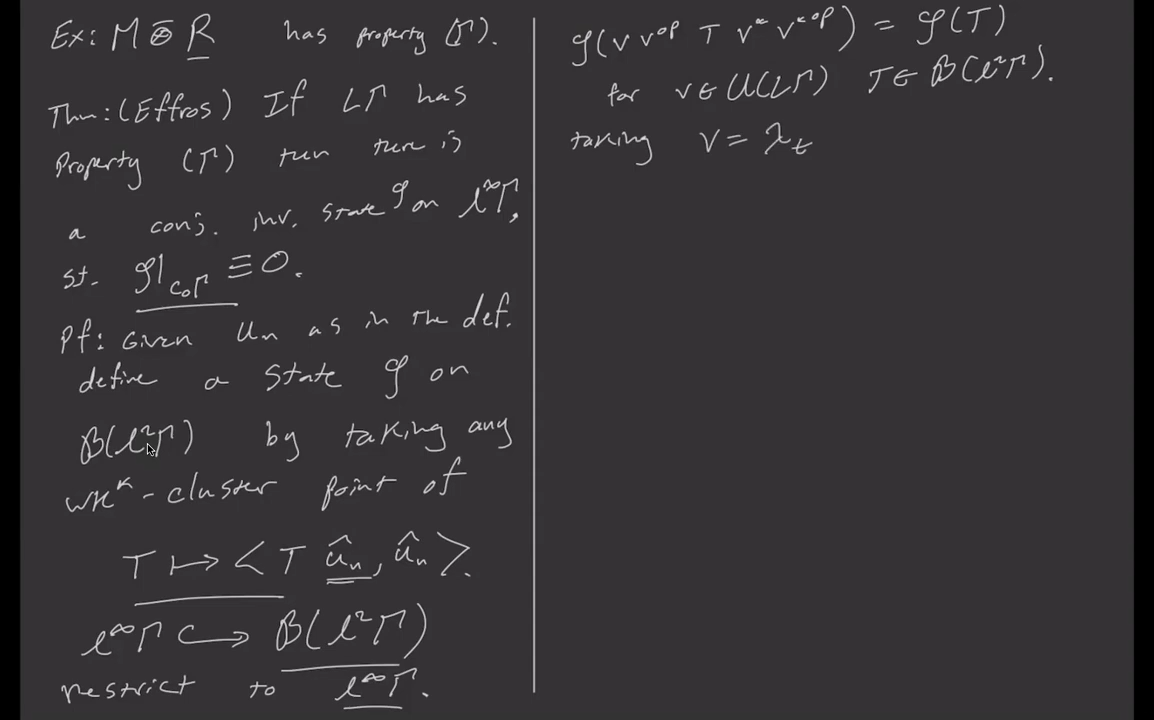 Ex: M ⊗̄ R has property (Γ).
Thm: (Effros) If LΓ has
Property (Γ) then there is
a conj. inv. state φ on ℓ^∞Γ,
st. φ|_{c₀Γ} ≡ 0.
Pf: Given u_n as in the def.
define a state φ on
B(ℓ²Γ) by taking any
wk*-cluster point of
T ↦ <T û_n, û_n>.
ℓ^∞Γ ↪ B(ℓ²Γ)
restrict to ℓ^∞Γ.
φ(v v^{op} T v* v*^{op}) = φ(T)
for v ∈ U(LΓ) T ∈ B(ℓ²Γ).
taking v = λ_t